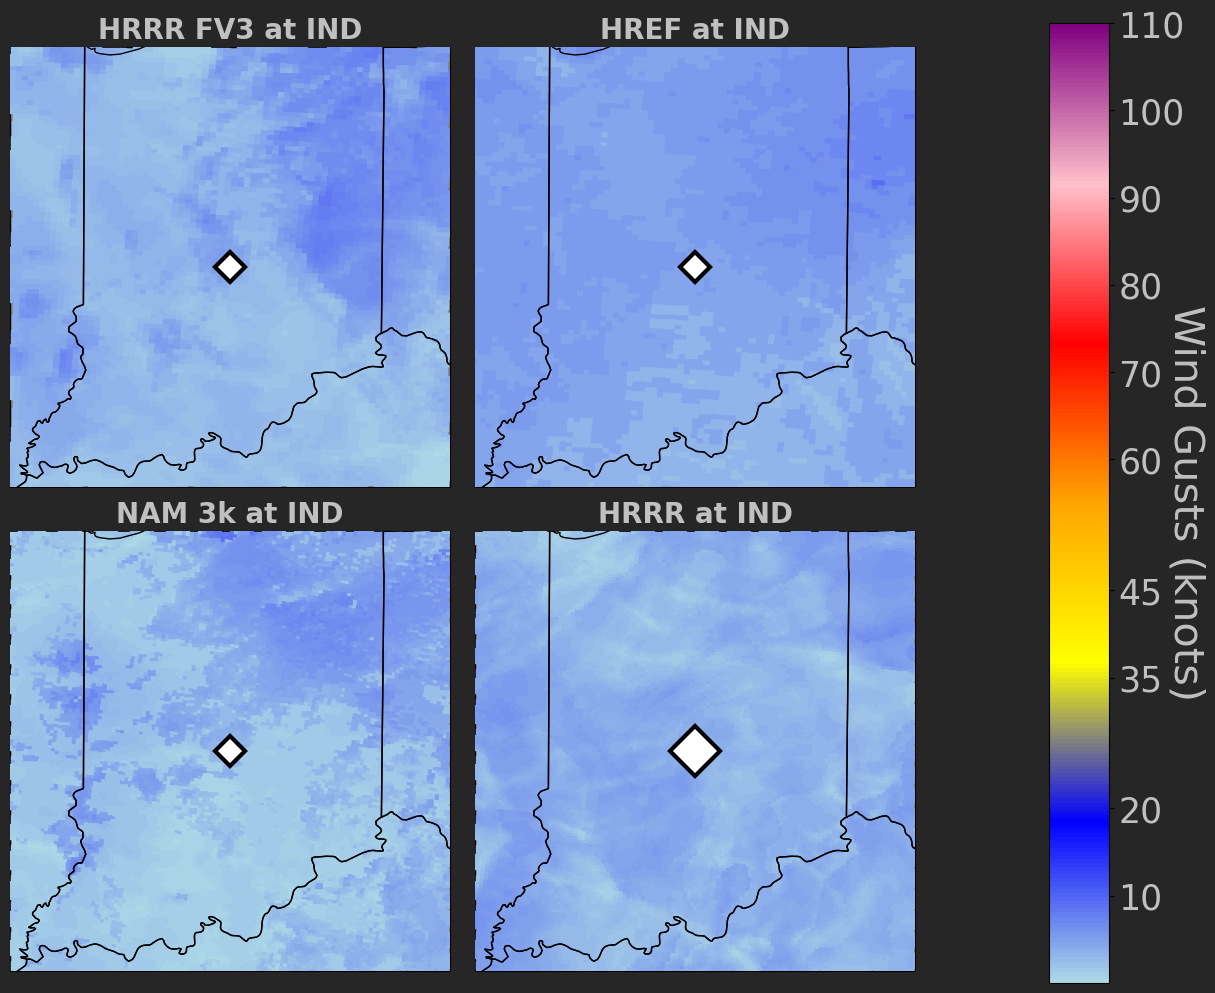 HRRR FV3 at IND
HREF at IND
NAM 3k at IND
HRRR at IND
110
100
90
80
70
60
45
35
20
10
Wind Gusts (knots)